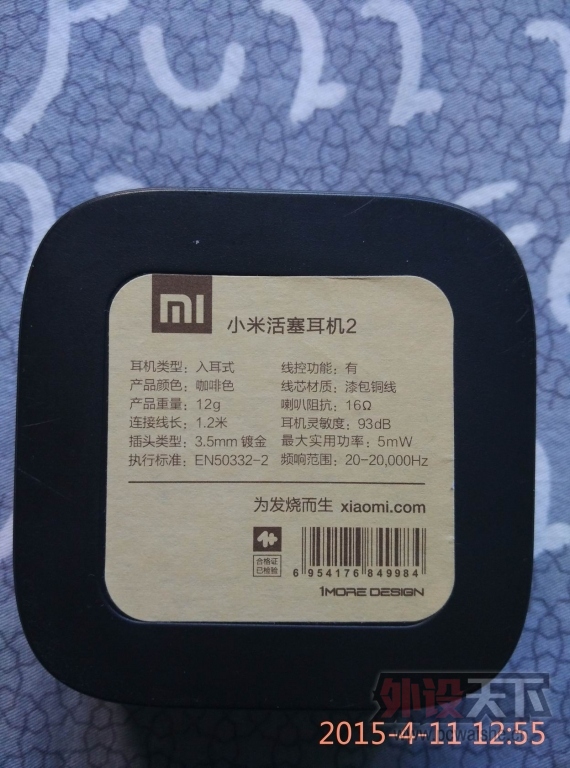 mi
小米活塞耳机2
耳机类型：入耳式 线控功能：有
产品颜色：咖啡色 线芯材质：漆包铜线
产品重量：12g 喇叭阻抗：16Ω
连接线长：1.2米 耳机灵敏度：93dB
插头类型：3.5mm 镀金 最大实用功率：5mW
执行标准：EN50332-2 频响范围：20-20,000Hz
为发烧而生 xiaomi.com
合格证
已检验
6 954176 849984
1MORE DESIGN
外设天下
2015-4-11 12:55